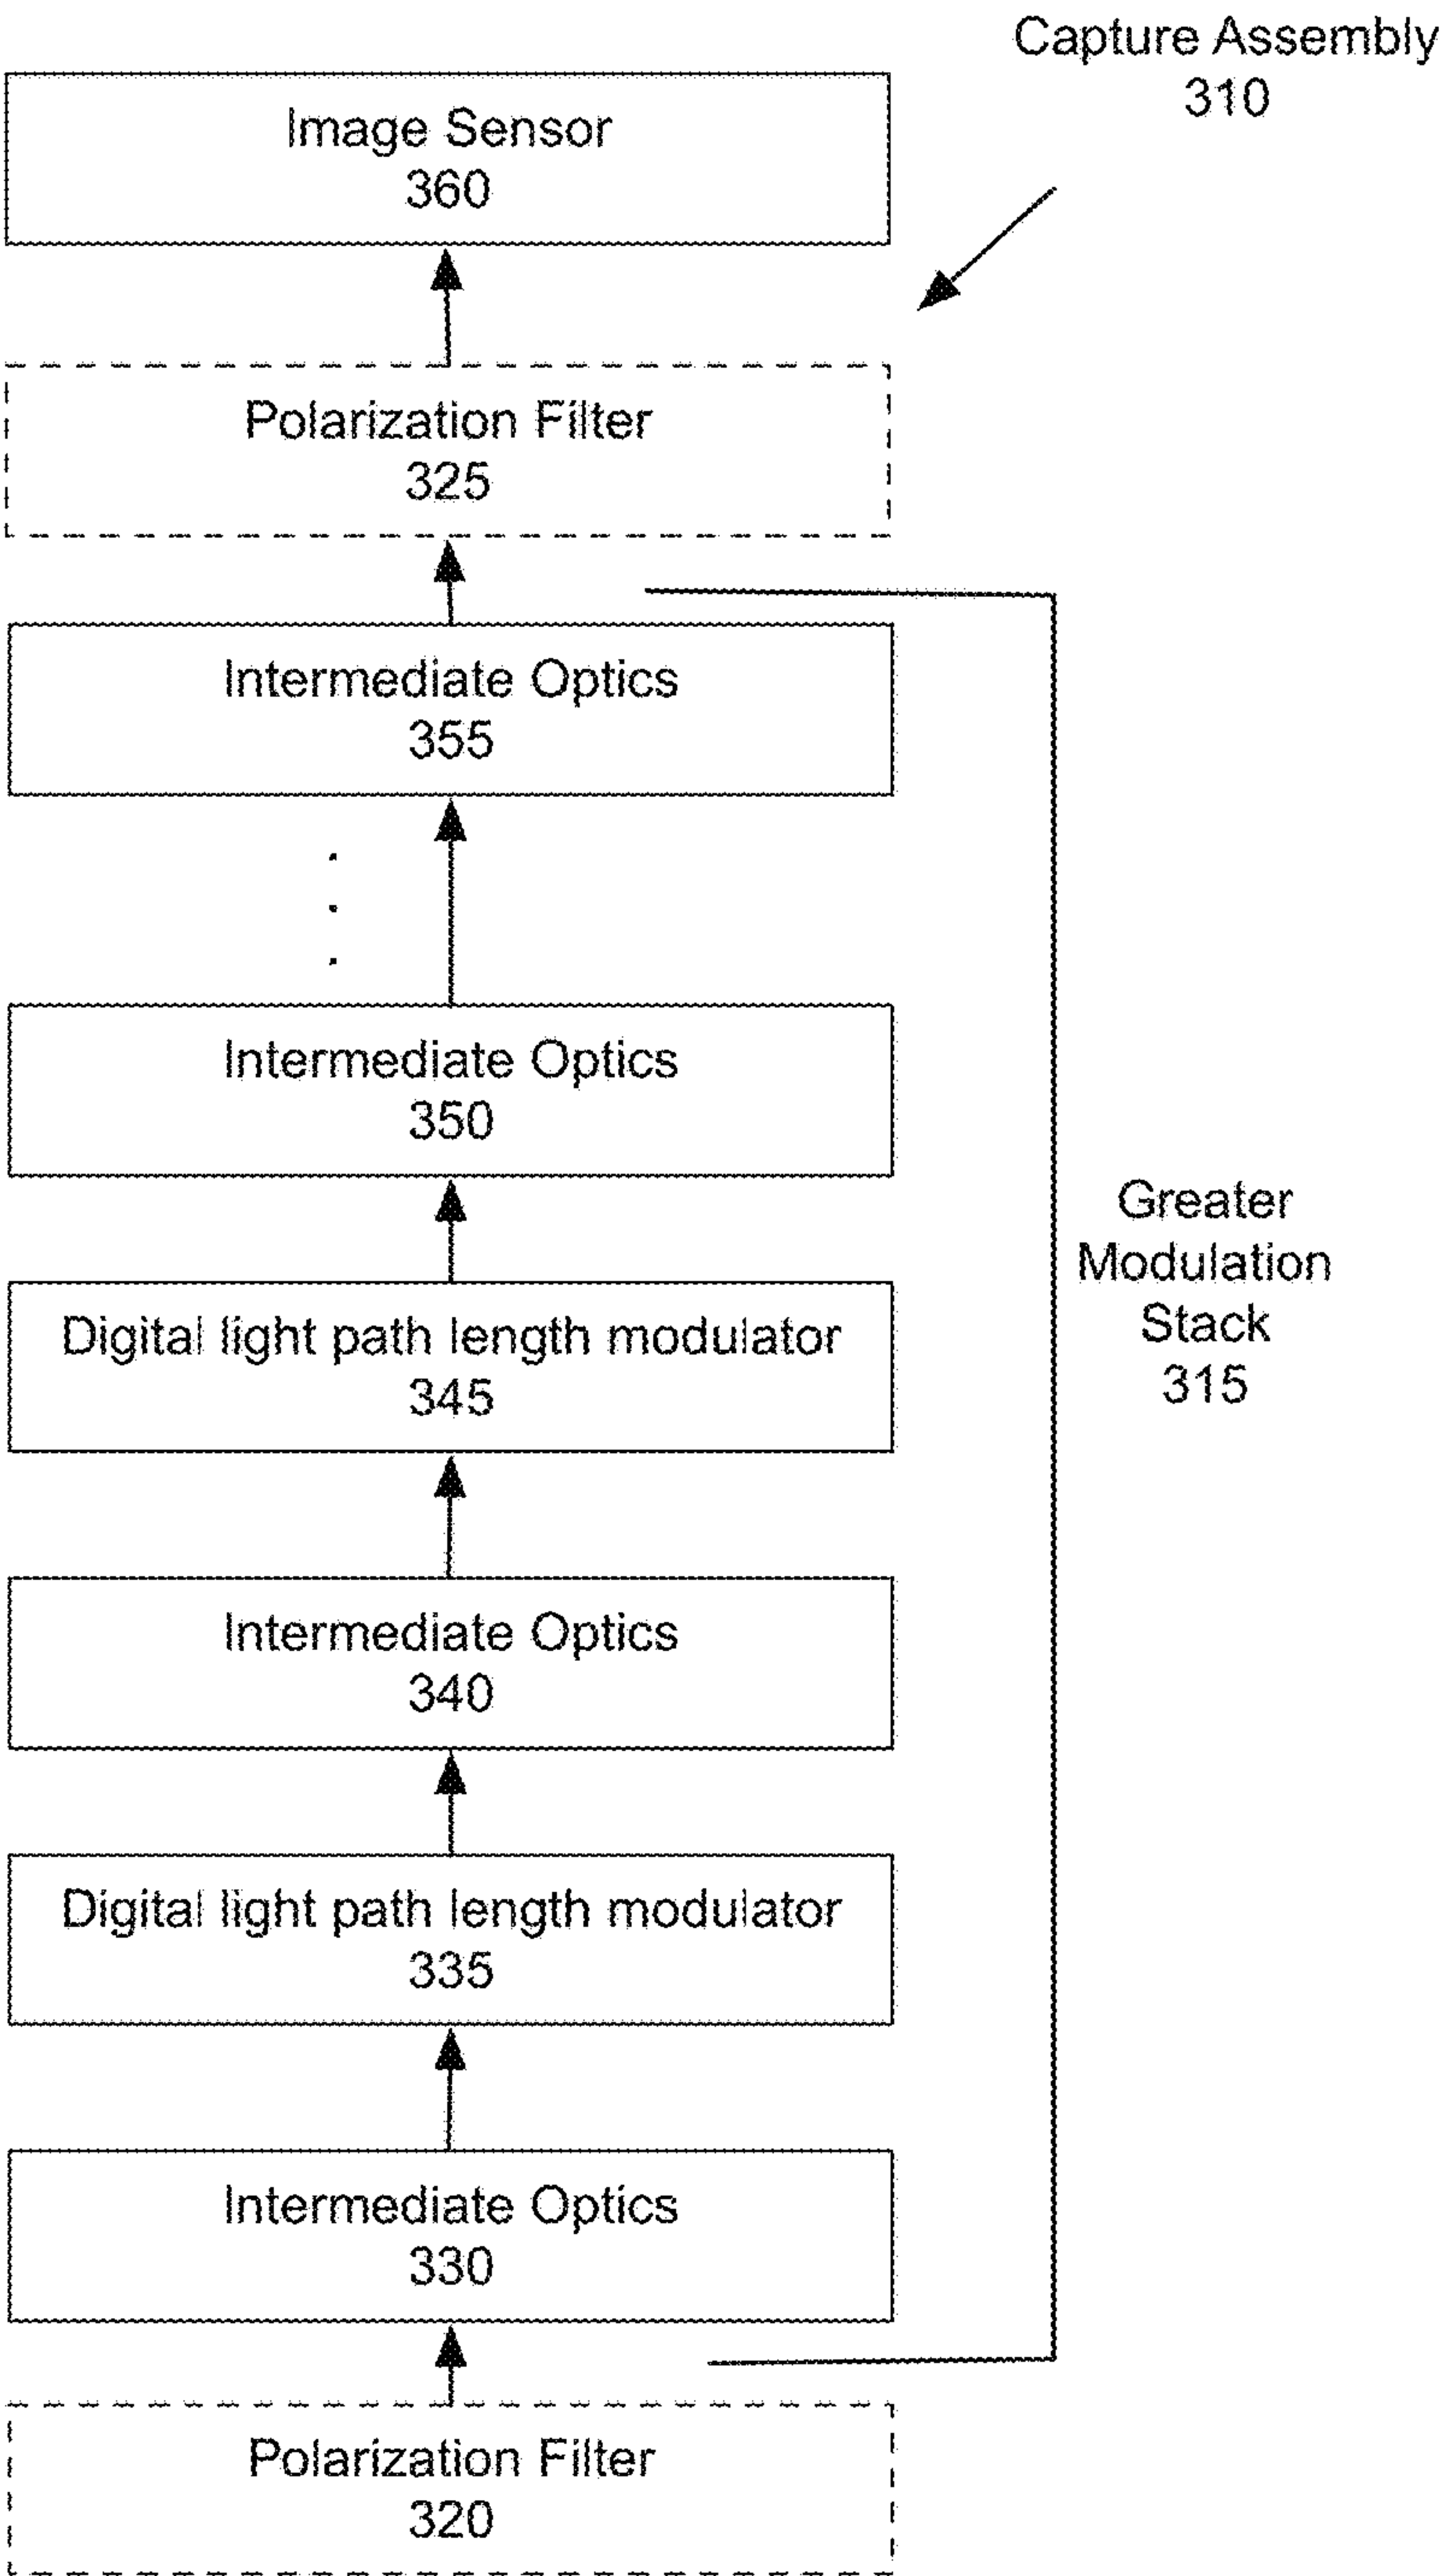 Capture Assembly
310
Image Sensor
360
Polarization Filter
325
Intermediate Optics
355
Intermediate Optics
350
Greater
Modulation
Stack
315
Digital light path length modulator
345
Intermediate Optics
340
Digital light path length modulator
335
Intermediate Optics
330
Polarization Filter
320